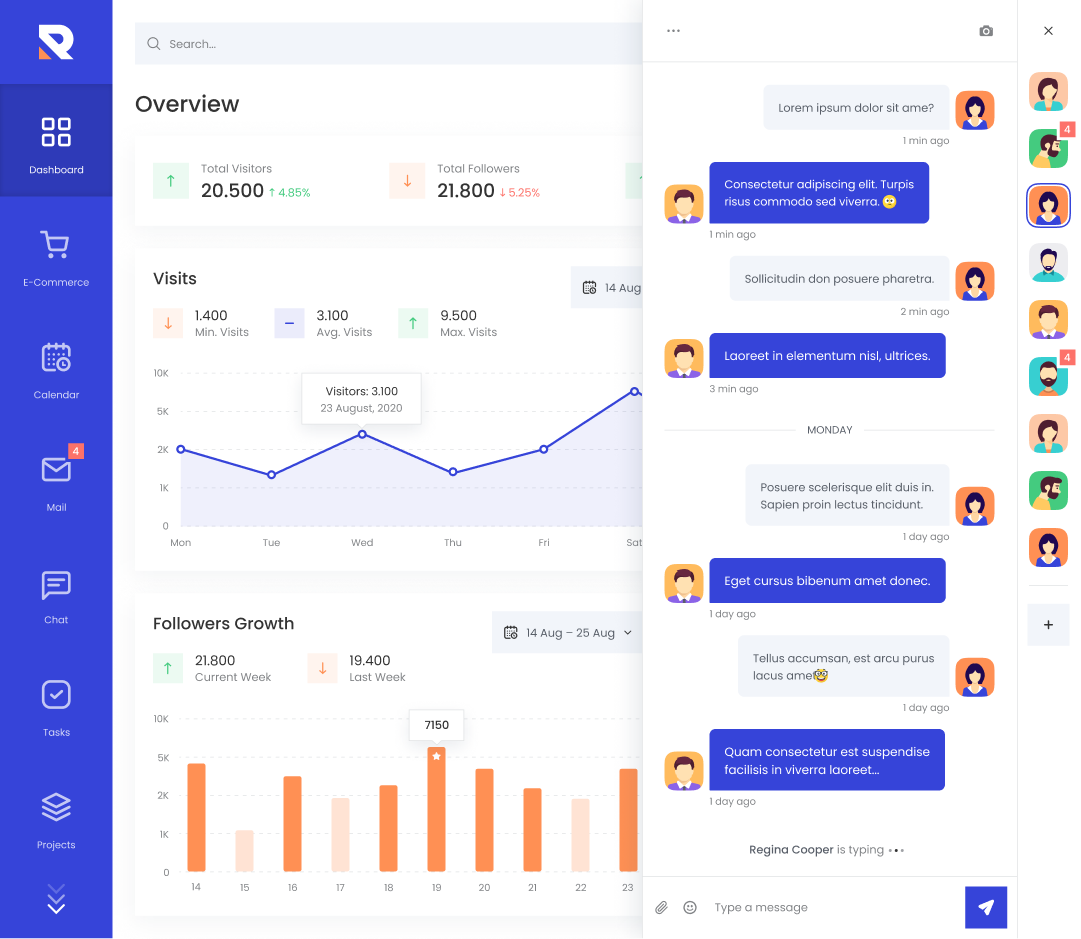 Dashboard
E-Commerce
Calendar
4
Mail
Chat
Tasks
Projects
Search...
Overview
Total Visitors
20.500 ↑ 4.85%
Total Followers
21.800 ↓ 5.25%
Visits
14 Aug
1.400
Min. Visits
3.100
Avg. Visits
9.500
Max. Visits
10K
5K
2K
1K
0
Visitors: 3.100
23 August, 2020
Mon Tue Wed Thu Fri Sat
Followers Growth
14 Aug – 25 Aug
21.800
Current Week
19.400
Last Week
10K
5K
2K
1K
0
7150
14 15 16 17 18 19 20 21 22 23
Lorem ipsum dolor sit ame?
1 min ago
Consectetur adipiscing elit. Turpis
risus commodo sed viverra. 🙄
1 min ago
Sollicitudin don posuere pharetra.
2 min ago
Laoreet in elementum nisl, ultrices.
3 min ago
MONDAY
Posuere scelerisque elit duis in.
Sapien proin lectus tincidunt.
1 day ago
Eget cursus bibenum amet donec.
1 day ago
Tellus accumsan, est arcu purus
lacus amet🤓
1 day ago
Quam consectetur est suspendise
facilisis in viverra laoreet...
1 day ago
Regina Cooper is typing
Type a message
4
4